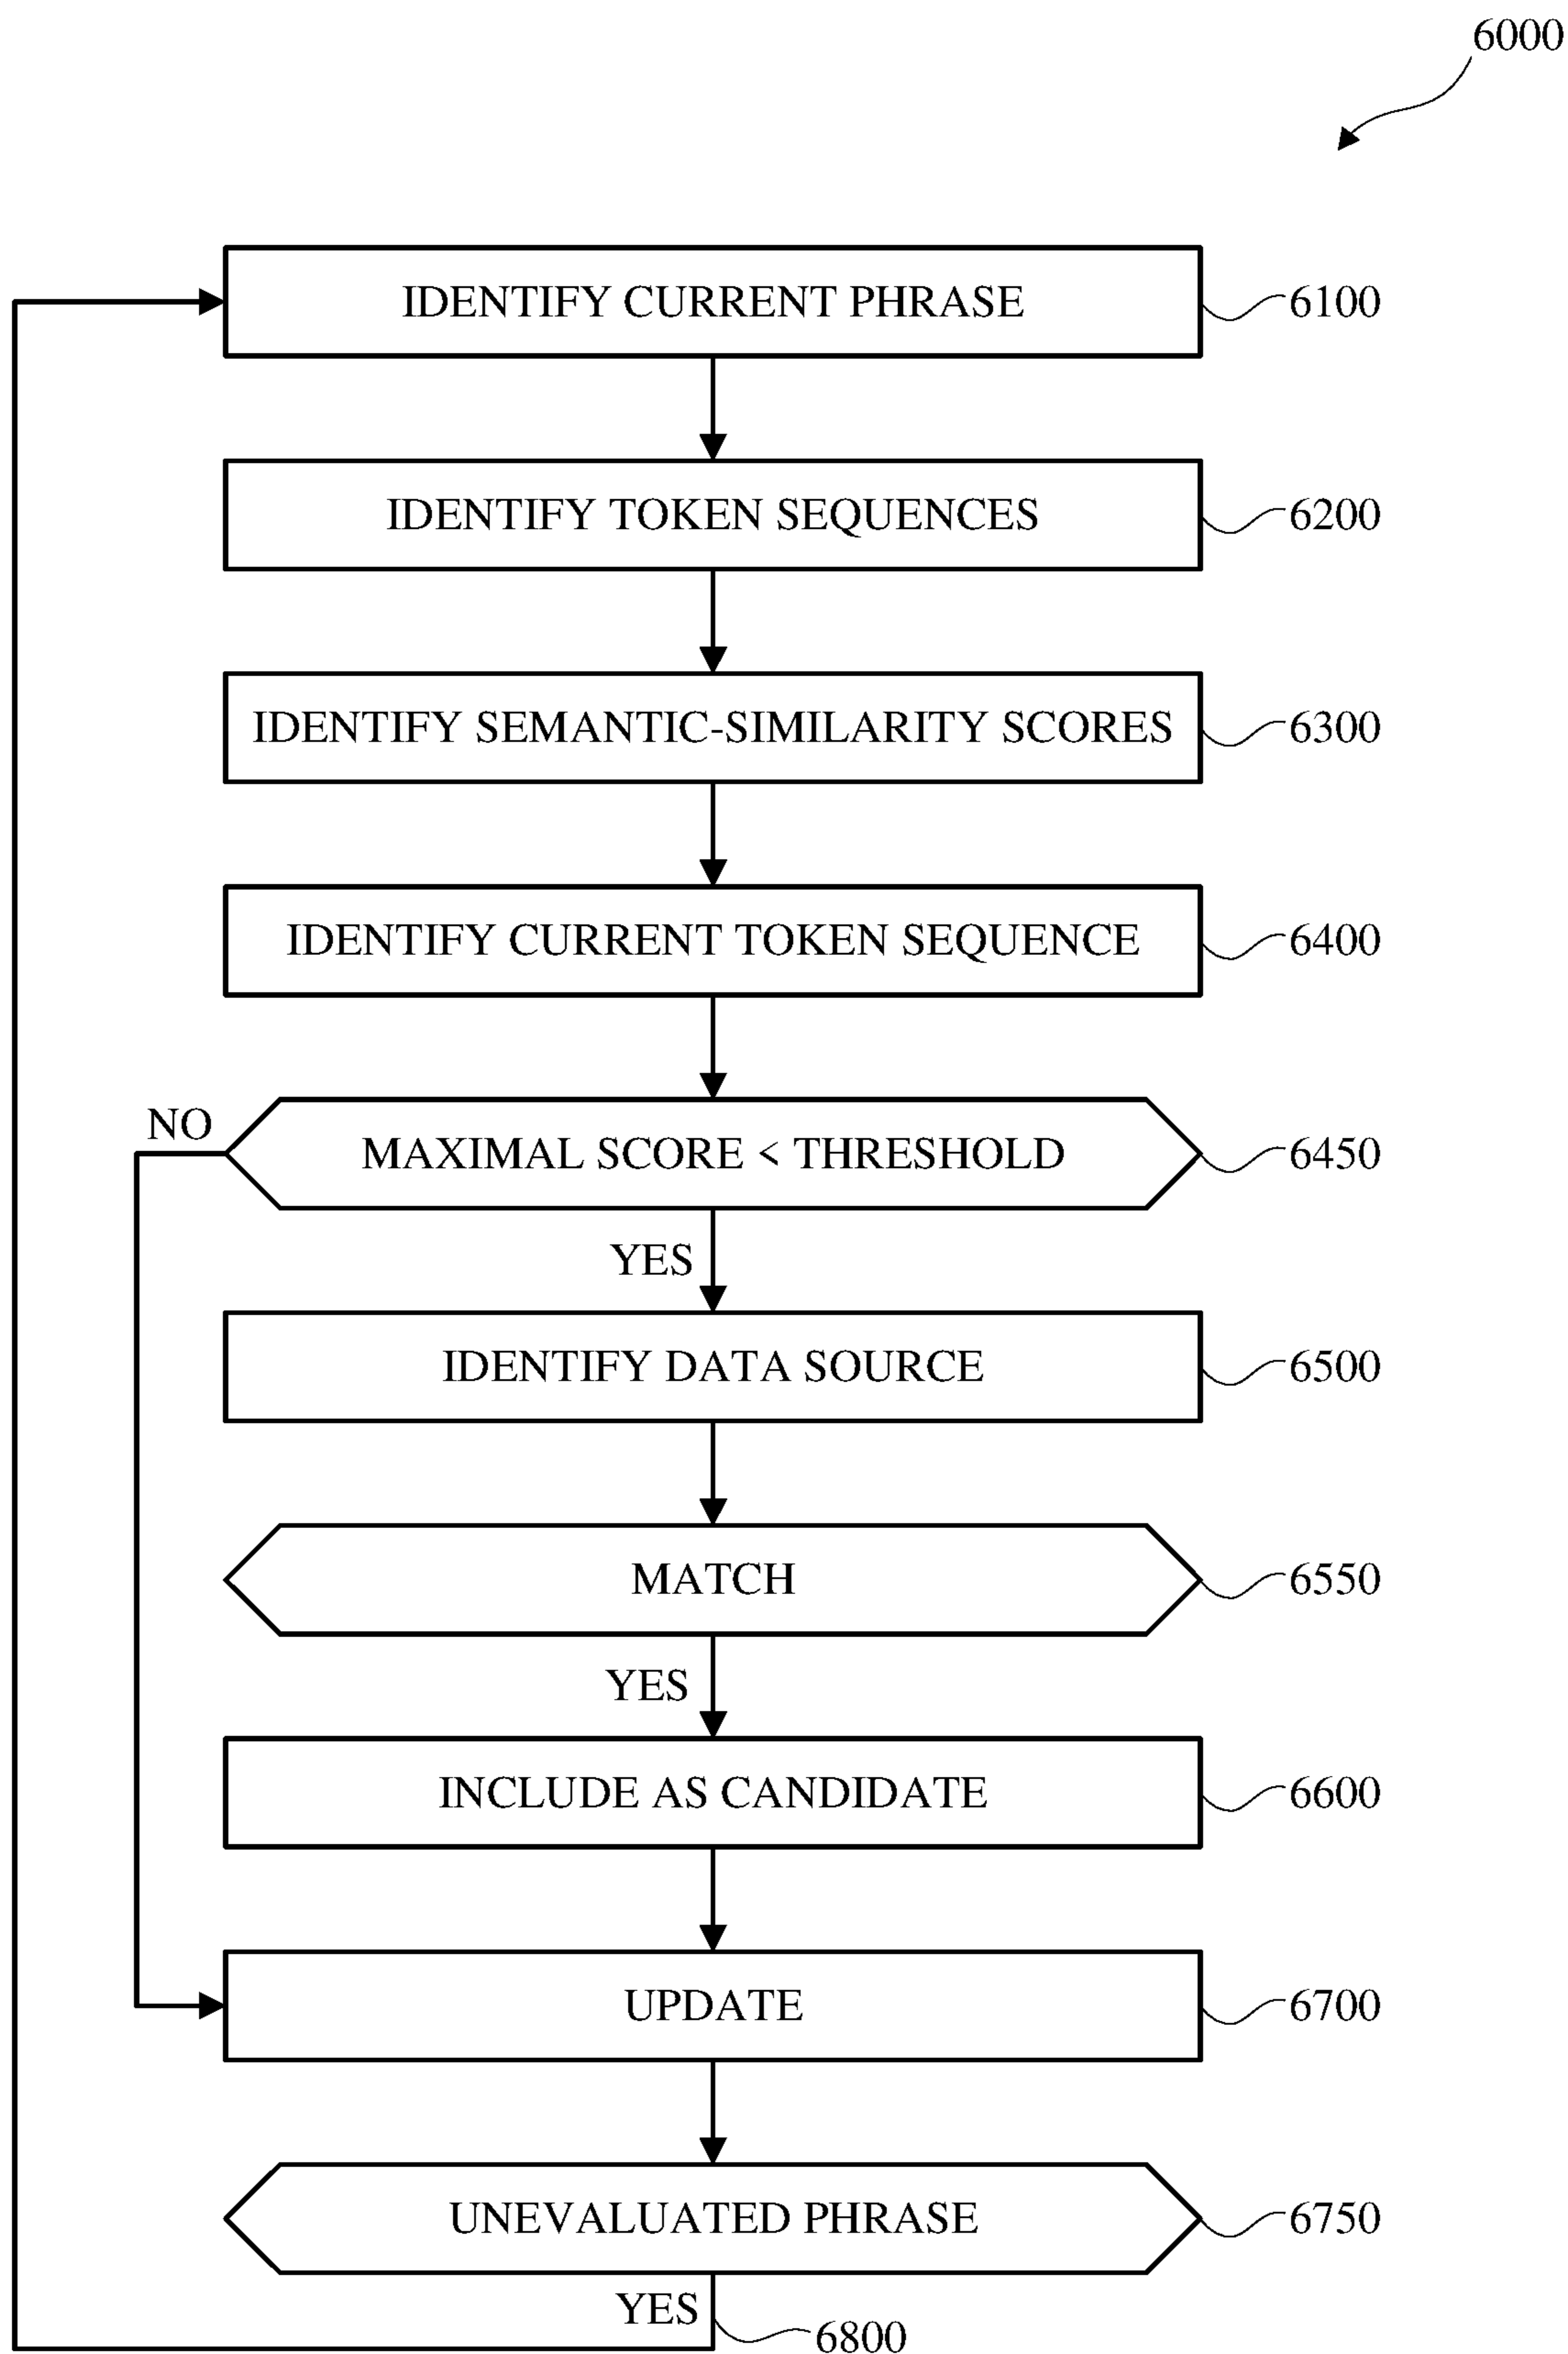 6000
IDENTIFY CURRENT PHRASE
6100
IDENTIFY TOKEN SEQUENCES
6200
IDENTIFY SEMANTIC-SIMILARITY SCORES
6300
IDENTIFY CURRENT TOKEN SEQUENCE
6400
NO
MAXIMAL SCORE < THRESHOLD
6450
YES
IDENTIFY DATA SOURCE
6500
MATCH
6550
YES
INCLUDE AS CANDIDATE
6600
UPDATE
6700
UNEVALUATED PHRASE
6750
YES
6800